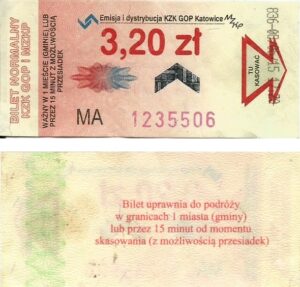 BILET NORMALNY
KZK GOP i MZKP
WAŻNY W 1 MIEŚCIE (GMINIE) LUB
PRZEZ 15 MINUT Z MOŻLIWOŚCIĄ
PRZESIADEK
Emisja i dystrybucja KZK GOP Katowice
3,20 zł
MA 1235506
TU
KASOWAĆ
Bilet uprawnia do podróży
w granicach 1 miasta (gminy)
lub przez 15 minut od momentu
skasowania (z możliwością przesiadek)